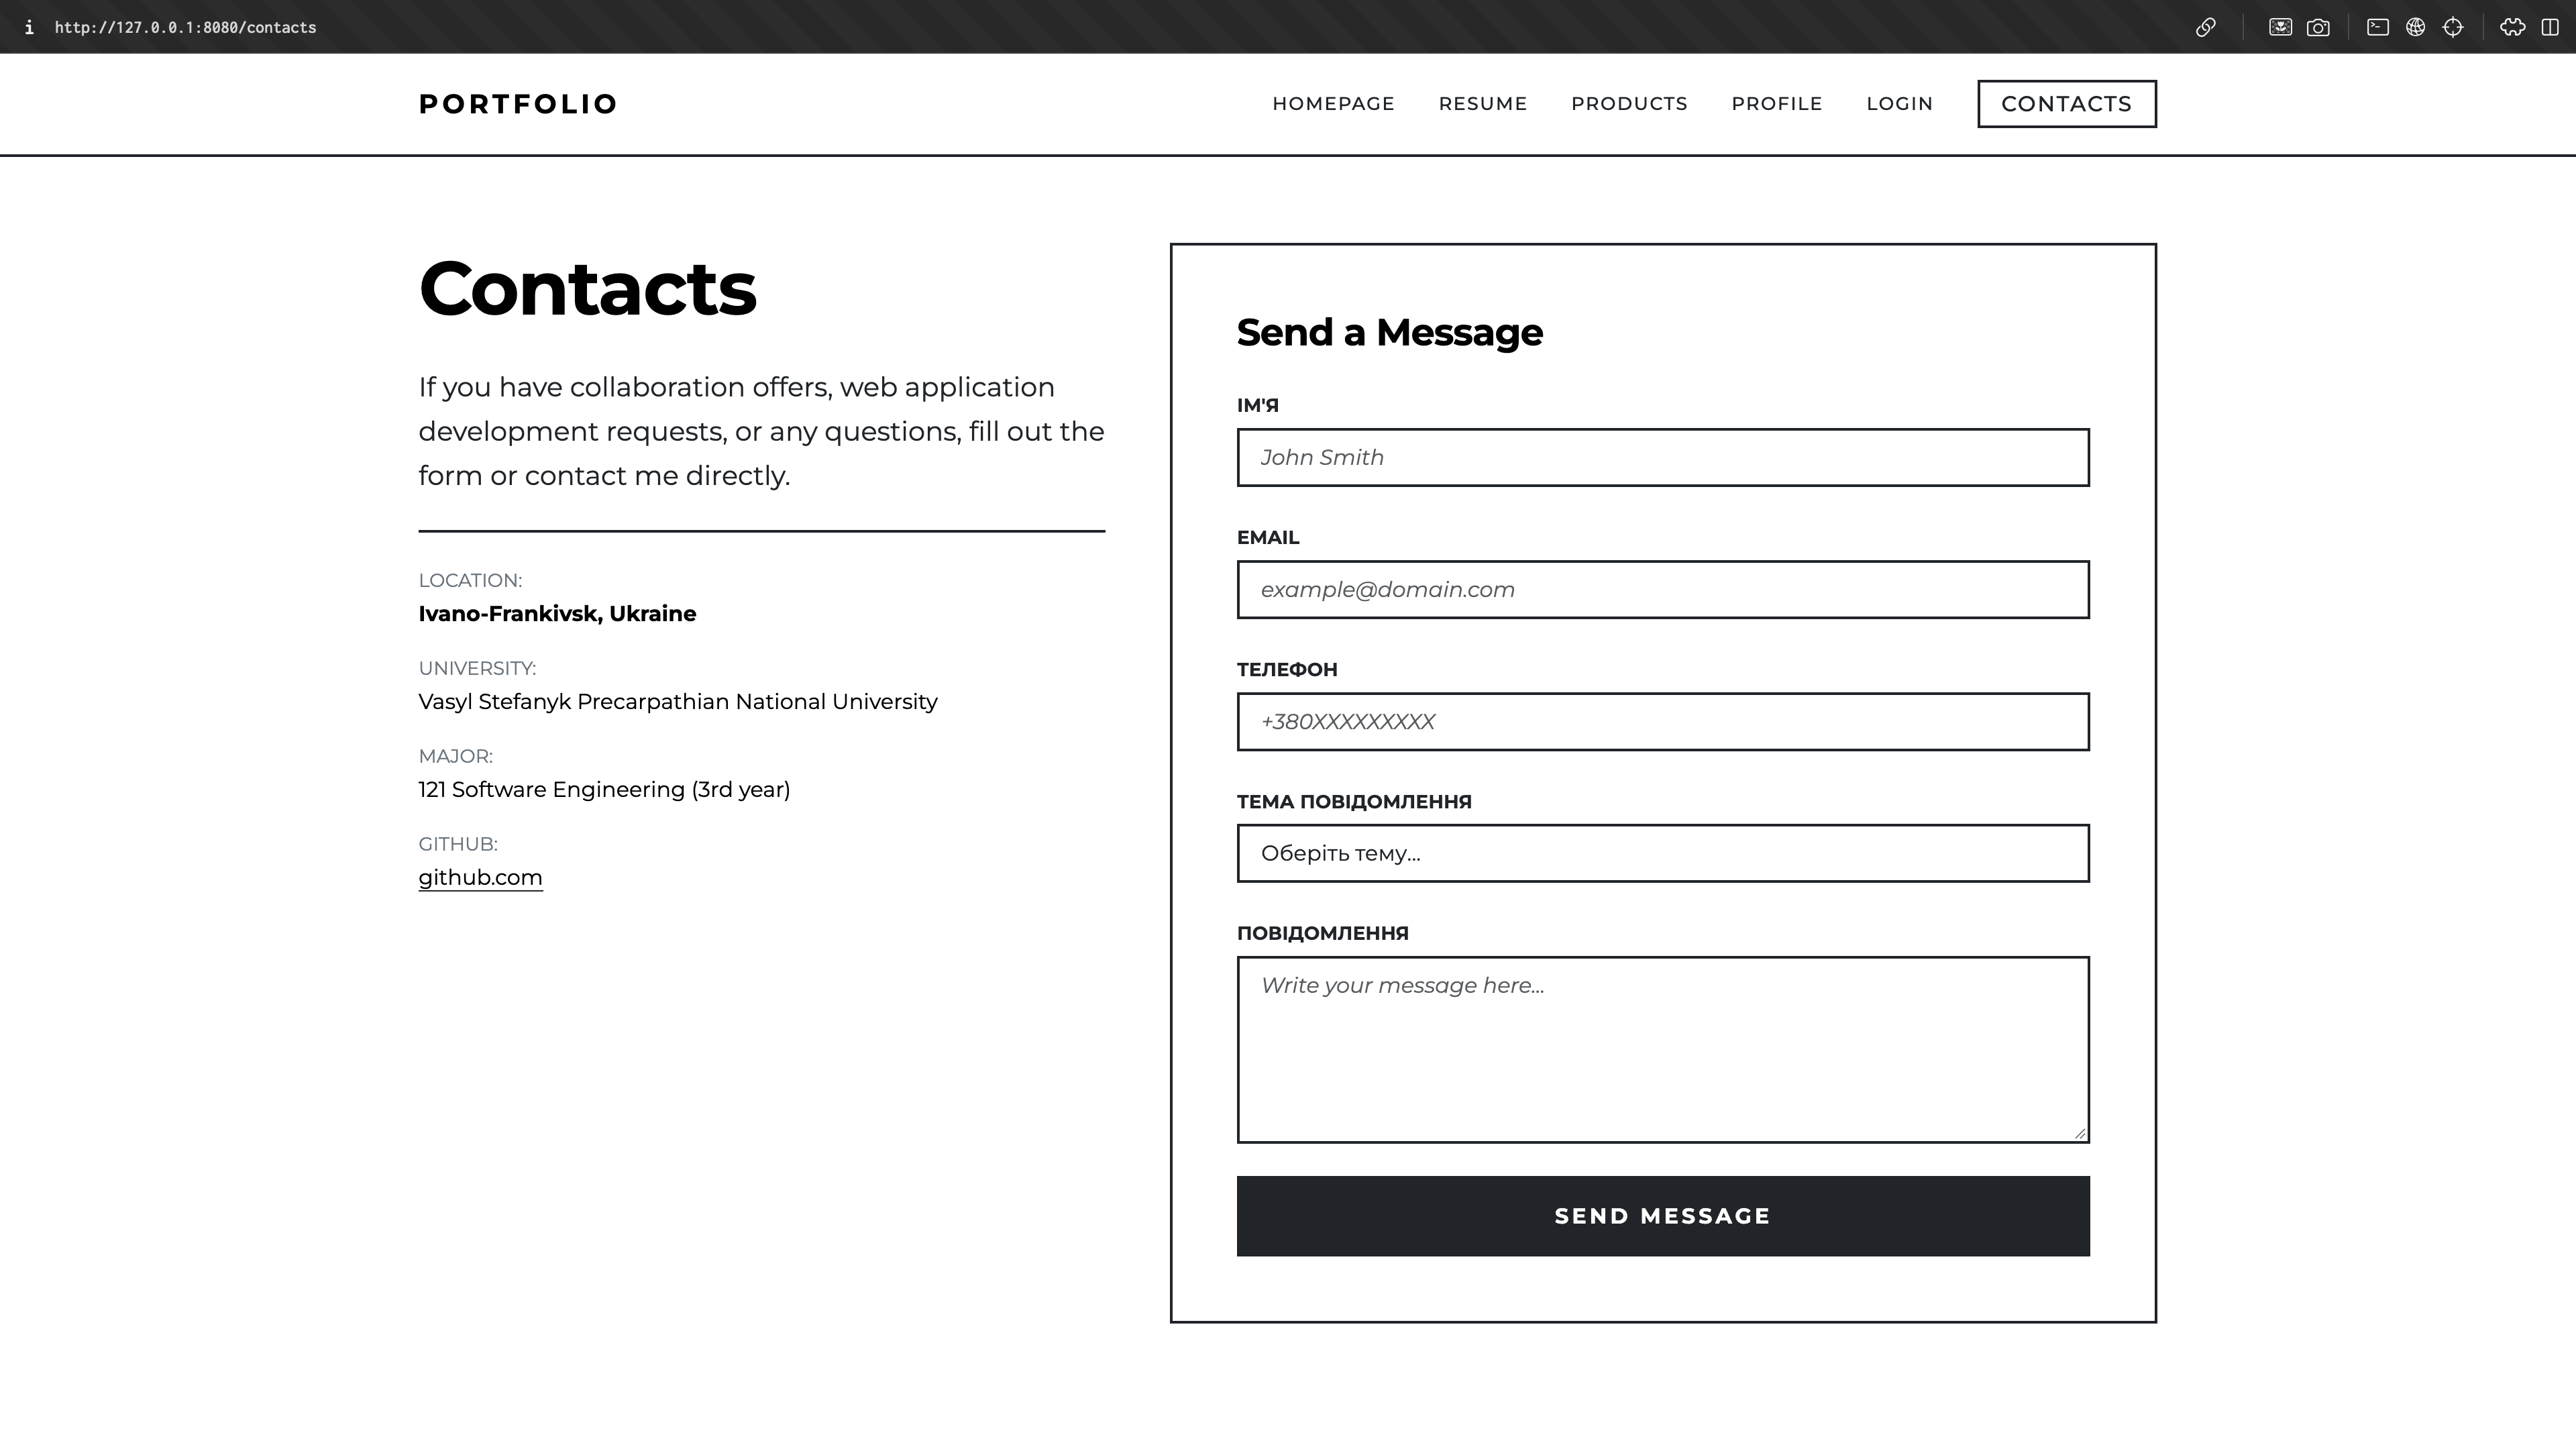 i http://127.0.0.1:8080/contacts
PORTFOLIO
HOMEPAGE RESUME PRODUCTS PROFILE LOGIN CONTACTS
Contacts
If you have collaboration offers, web application
development requests, or any questions, fill out the
form or contact me directly.
LOCATION:
Ivano-Frankivsk, Ukraine
UNIVERSITY:
Vasyl Stefanyk Precarpathian National University
MAJOR:
121 Software Engineering (3rd year)
GITHUB:
github.com
Send a Message
ІМ'Я
John Smith
EMAIL
example@domain.com
ТЕЛЕФОН
+380XXXXXXXXX
ТЕМА ПОВІДОМЛЕННЯ
Оберіть тему...
ПОВІДОМЛЕННЯ
Write your message here...
SEND MESSAGE